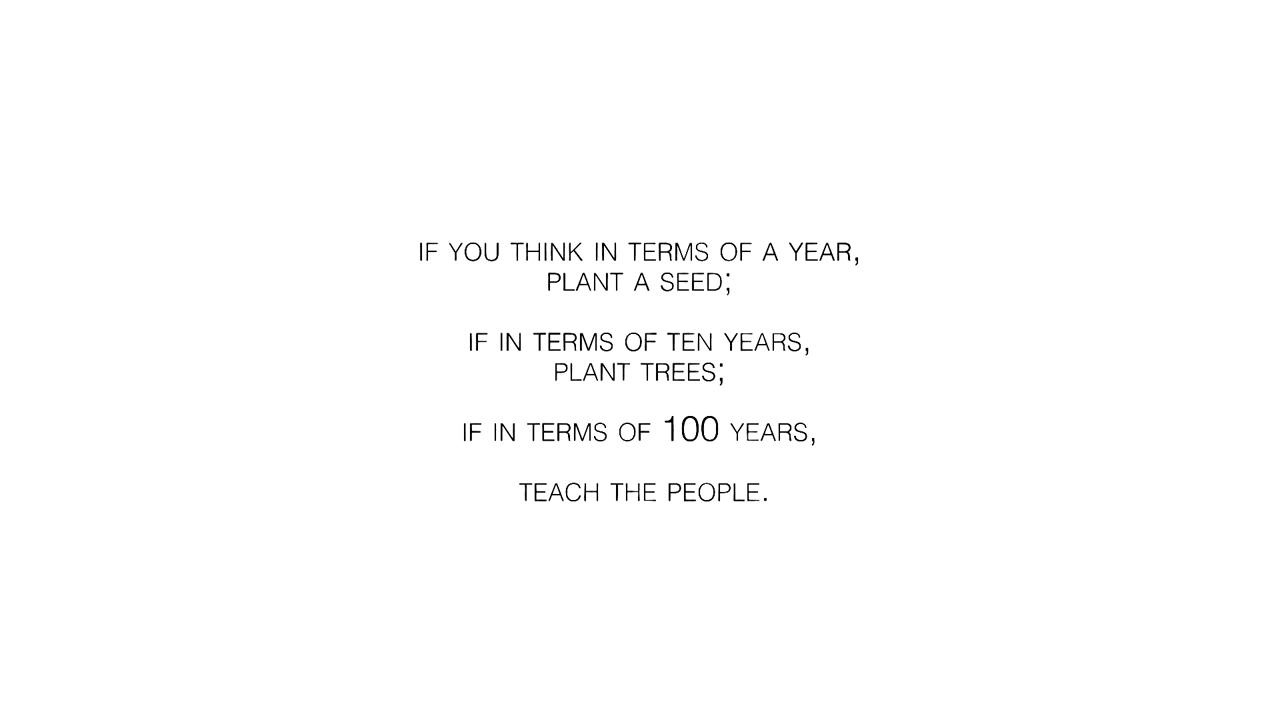 IF YOU THINK IN TERMS OF A YEAR,
PLANT A SEED;
IF IN TERMS OF TEN YEARS,
PLANT TREES;
IF IN TERMS OF 100 YEARS,
TEACH THE PEOPLE.